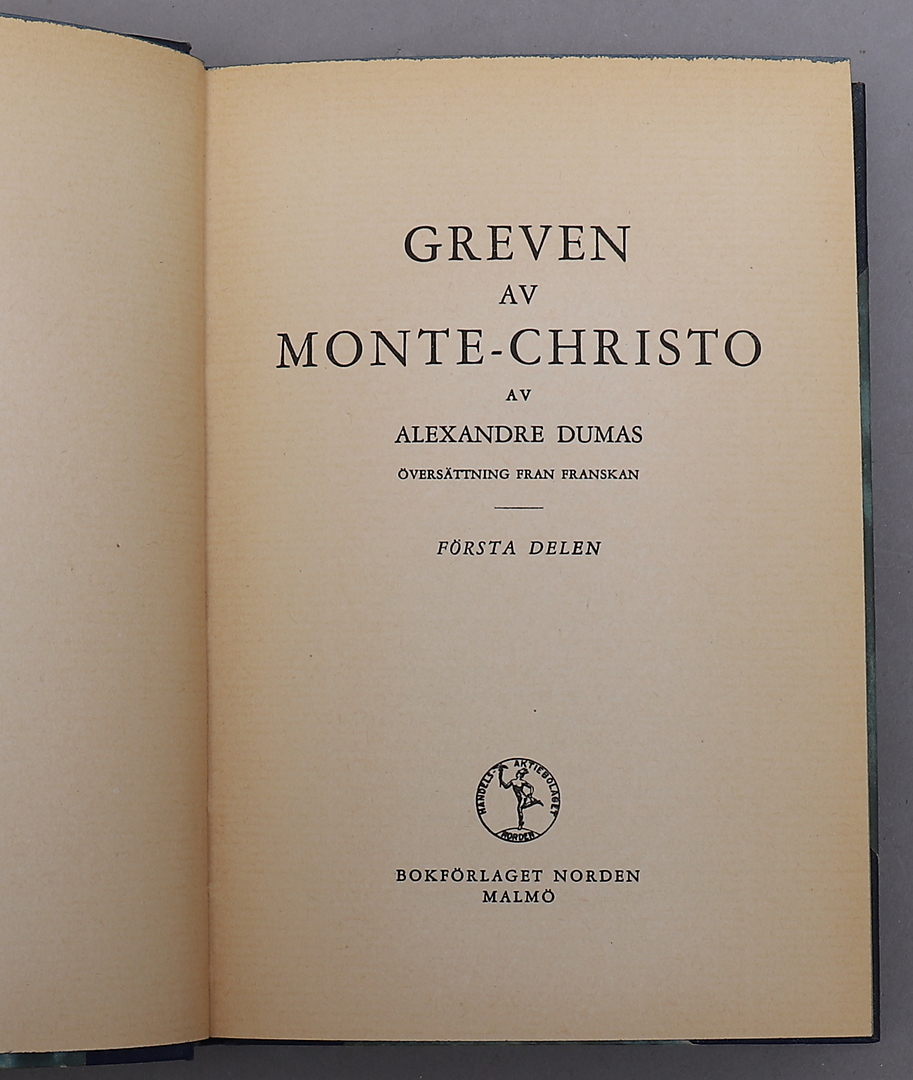 GREVEN
AV
MONTE-CHRISTO
AV
ALEXANDRE DUMAS
ÖVERSÄTTNING FRAN FRANSKAN
FÖRSTA DELEN
HANDELS-AKTIEBOLAGET
NORDEN
BOKFÖRLAGET NORDEN
MALMÖ